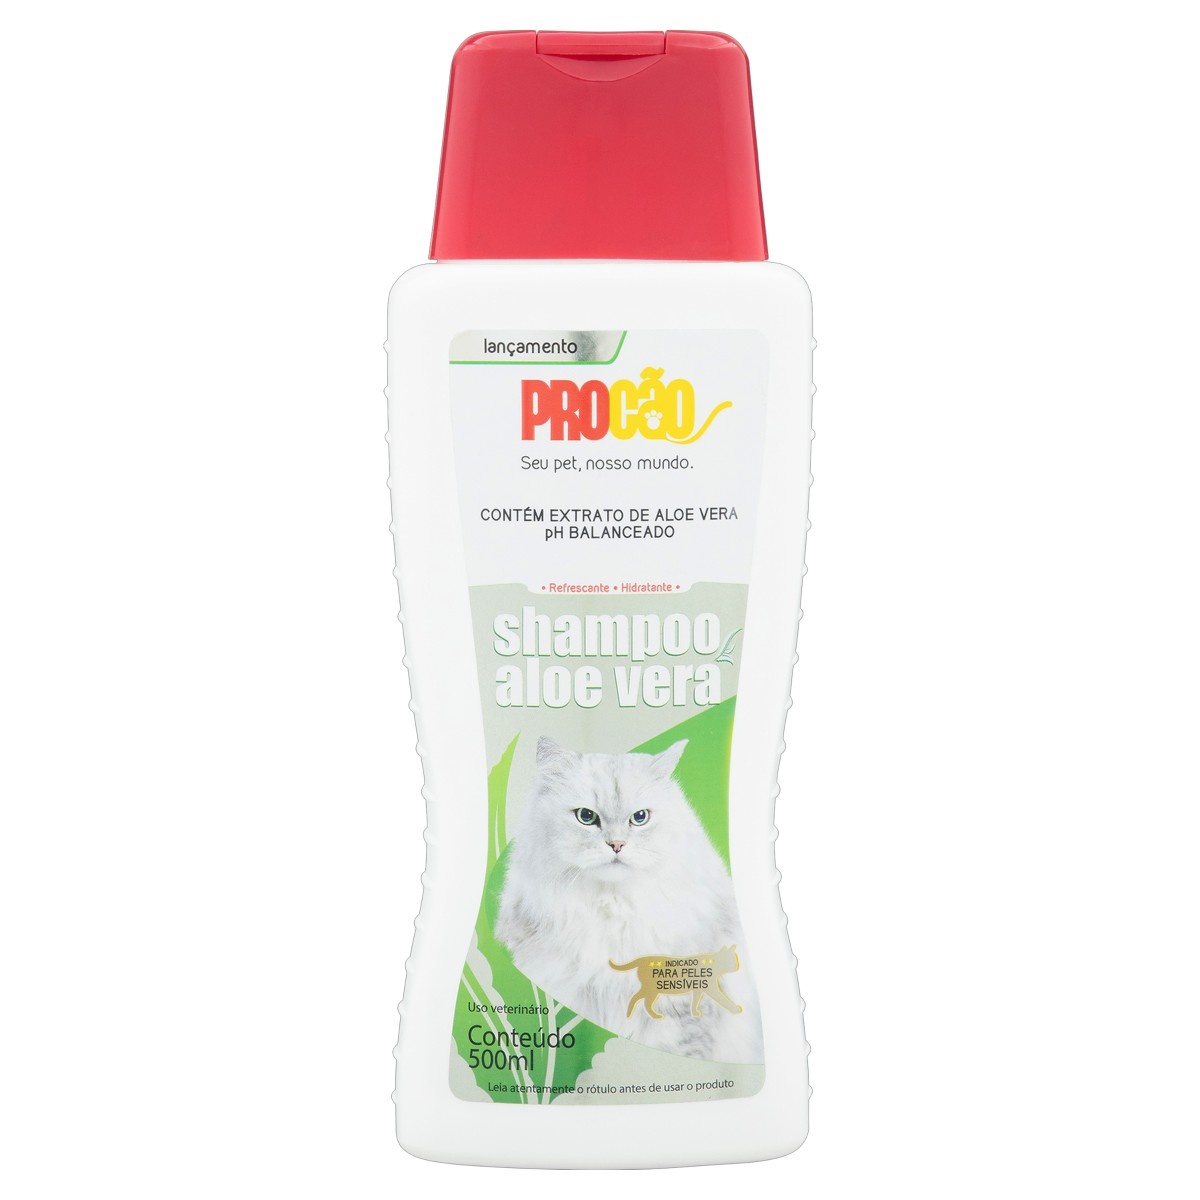 lançamento
PROCÃO
Seu pet, nosso mundo.
CONTÉM EXTRATO DE ALOE VERA
pH BALANCEADO
• Refrescante • Hidratante •
shampoo
aloe vera
INDICADO
PARA PELES
SENSÍVEIS
Uso veterinário
Conteúdo
500ml
Leia atentamente o rótulo antes de usar o produto